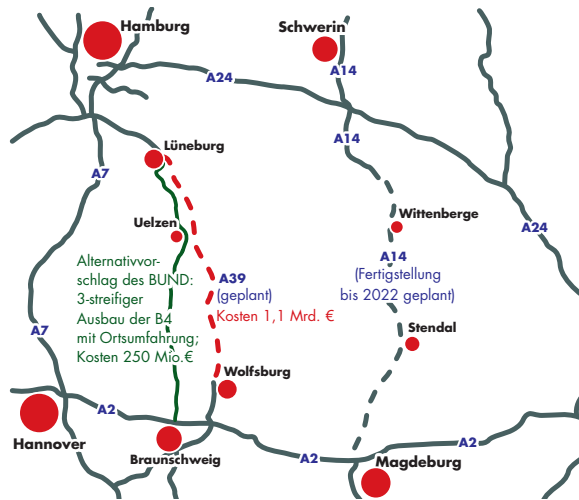 Hamburg
Schwerin
A14
A24
A14
Lüneburg
A7
Uelzen
Wittenberge
A24
Alternativvor-
schlag des BUND:
3-streifiger
Ausbau der B4
mit Ortsumfahrung;
Kosten 250 Mio.€
A39
(geplant)
Kosten 1,1 Mrd. €
A14
(Fertigstellung
bis 2022 geplant)
A7
Stendal
Wolfsburg
A2
Hannover
Braunschweig
A2
A2
Magdeburg